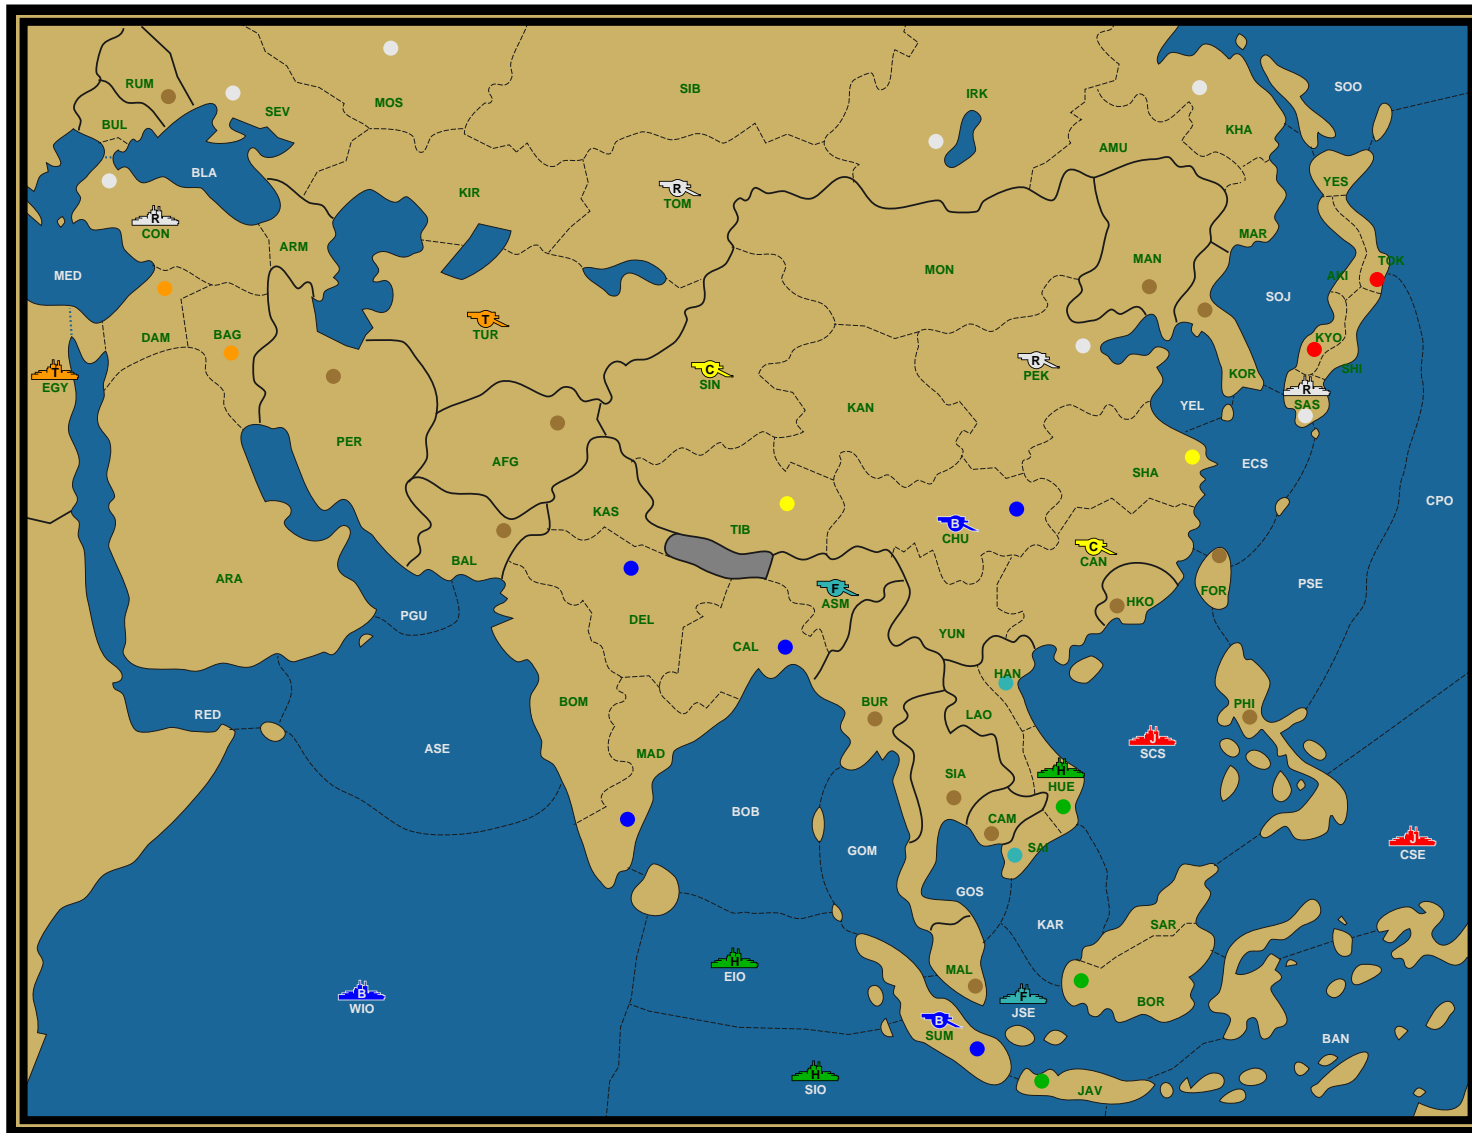 RUM
BUL
SEV
MOS
SIB
IRK
AMU
KHA
SOO
BLA
KIR
R
TOM
YES
R
CON
ARM
MAR
MED
MON
MAN
TOK
AKI
SOJ
DAM
BAG
T
TUR
KYO
SHI
T
EGY
C
SIN
R
PEK
KOR
R
SAS
YEL
KAN
PER
AFG
SHA
ECS
CPO
KAS
TIB
B
CHU
C
CAN
BAL
ARA
PGU
F
ASM
HKO
FOR
PSE
DEL
CAL
YUN
HAN
BOM
BUR
LAO
PHI
RED
ASE
MAD
J
SCS
SIA
H
HUE
BOB
CAM
SAI
GOM
J
CSE
GOS
KAR
SAR
H
EIO
MAL
B
WIO
F
JSE
BOR
B
SUM
BAN
H
SIO
JAV